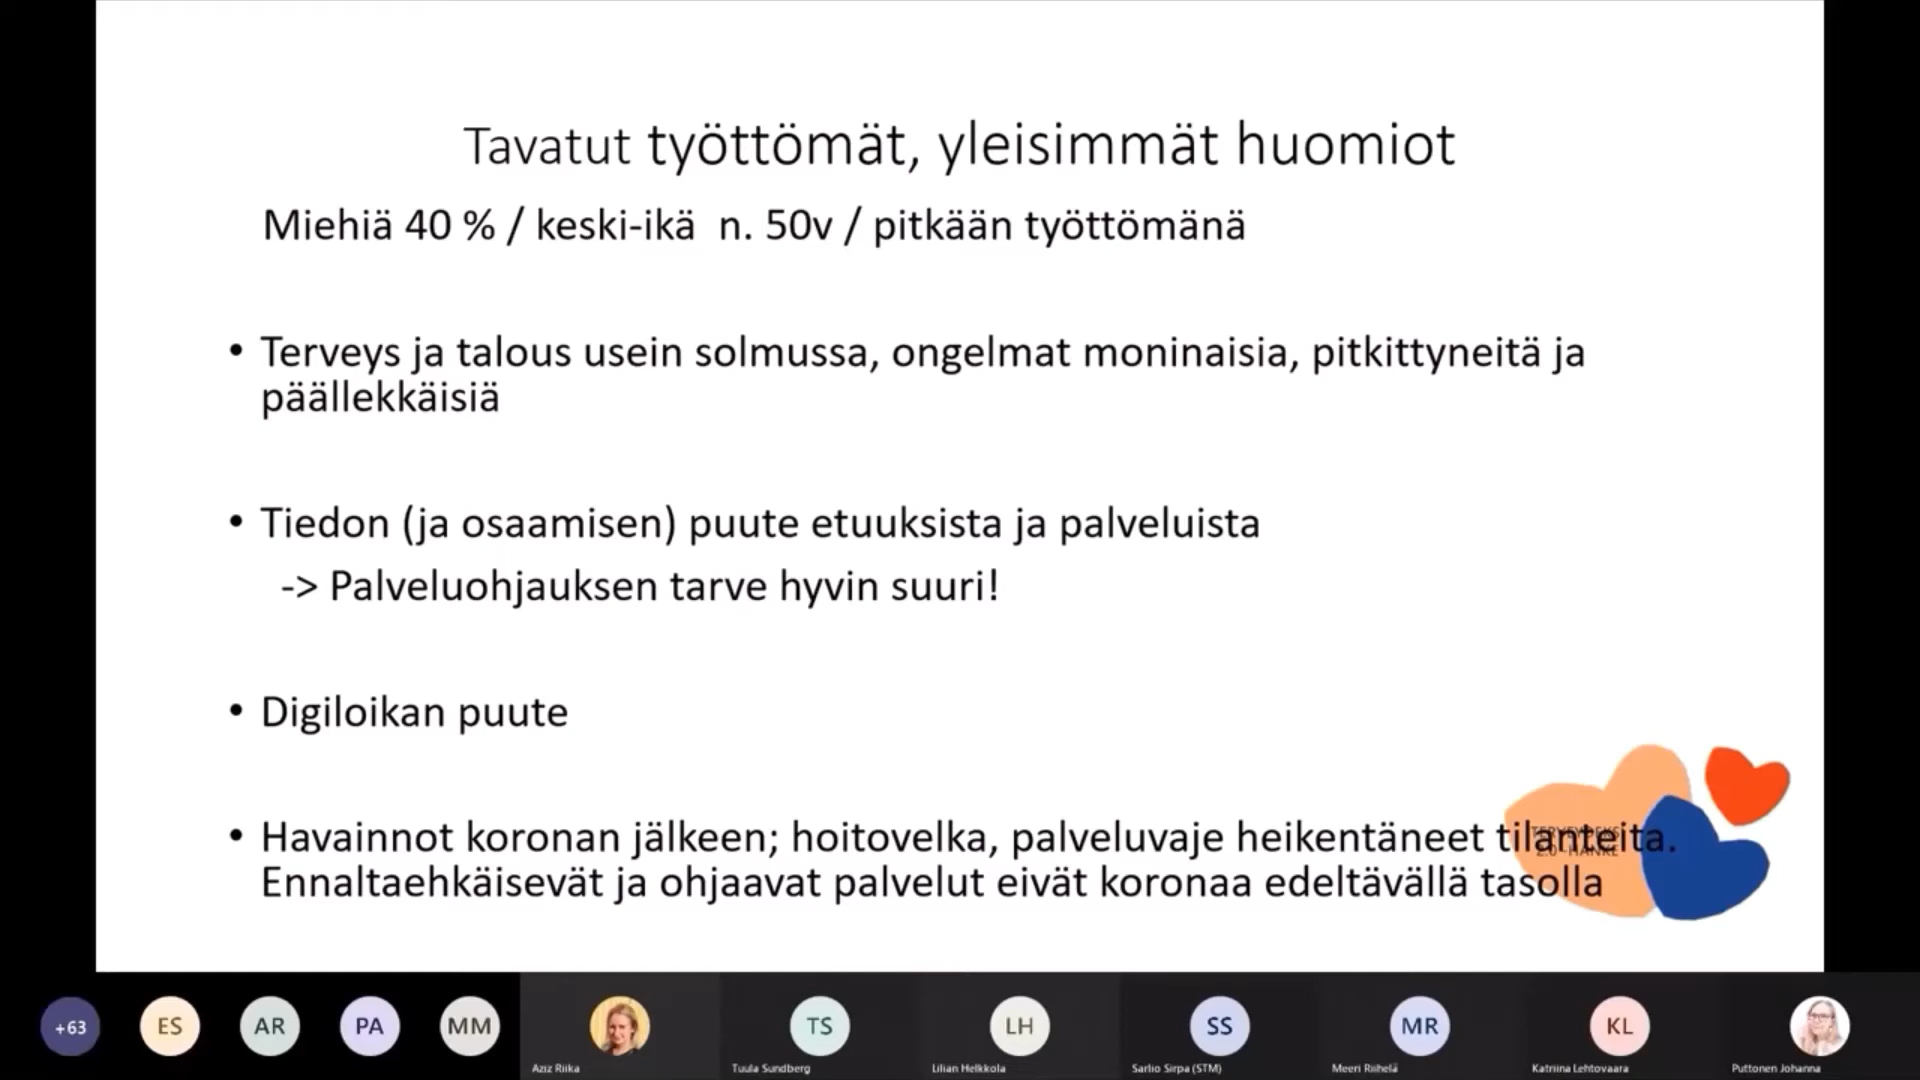 Tavatut työttömät, yleisimmät huomiot
Miehiä 40 % / keski-ikä n. 50v / pitkään työttömänä
• Terveys ja talous usein solmussa, ongelmat moninaisia, pitkittyneitä ja
päällekkäisiä
• Tiedon (ja osaamisen) puute etuuksista ja palveluista
-> Palveluohjauksen tarve hyvin suuri!
• Digiloikan puute
• Havainnot koronan jälkeen; hoitovelka, palveluvaje heikentäneet tilanteita.
Ennaltaehkäisevät ja ohjaavat palvelut eivät koronaa edeltävällä tasolla
2.0 -HANKE
+63
ES
AR
PA
MM
TS
LH
SS
MR
KL
Aziz Riika
Tuula Sundberg
Lilian Helkkola
Sarlio Sirpa (STM)
Meeri Riihelä
Katriina Lehtovaara
Puttonen Johanna